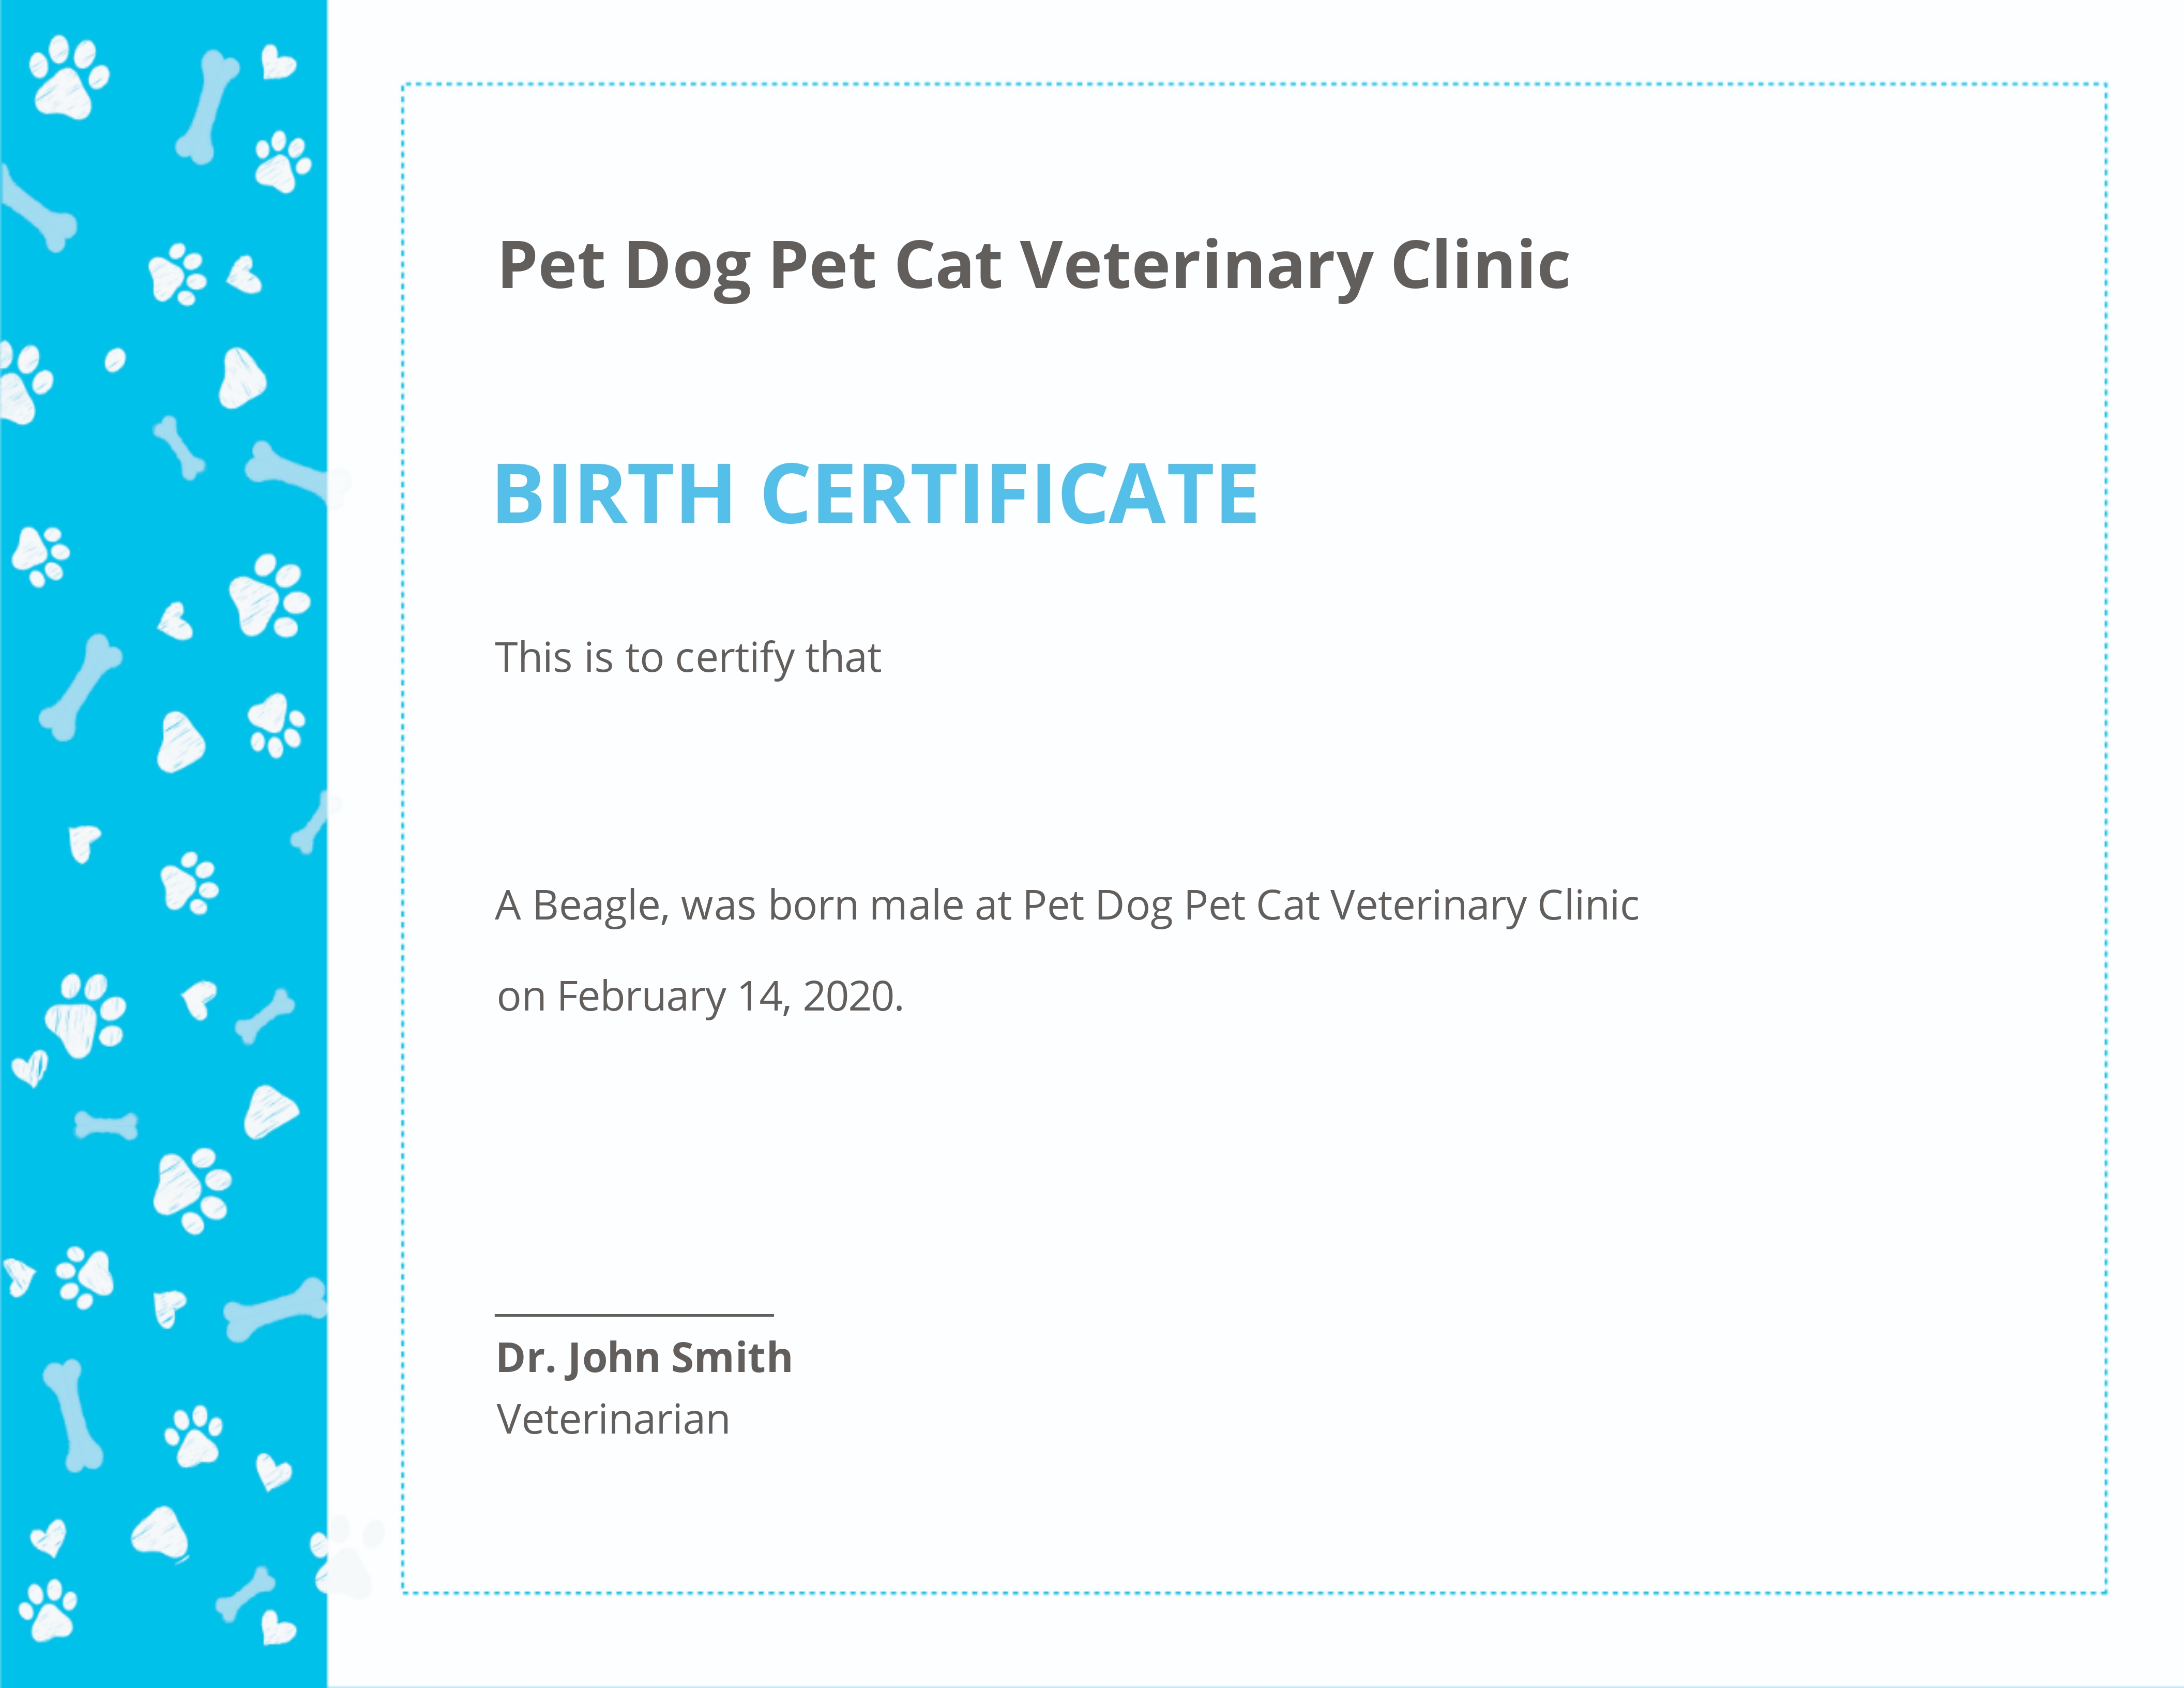 Pet Dog Pet Cat Veterinary Clinic
BIRTH CERTIFICATE
This is to certify that
A Beagle, was born male at Pet Dog Pet Cat Veterinary Clinic
on February 14, 2020.
Dr. John Smith
Veterinarian